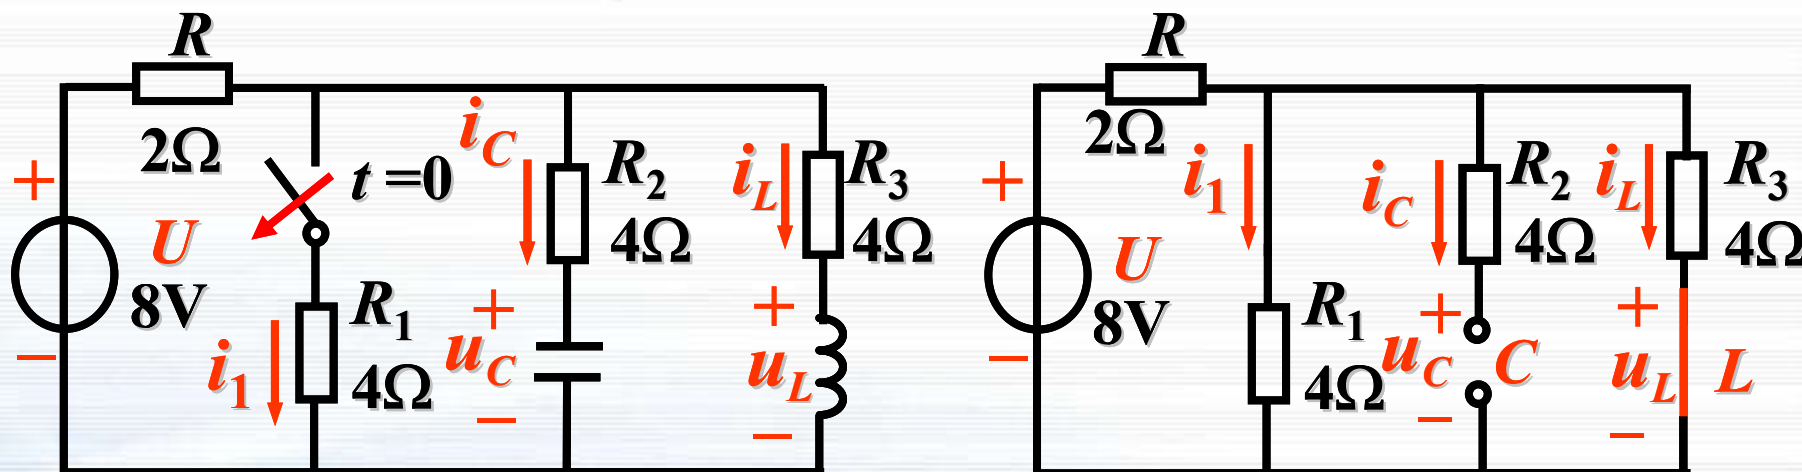 R
2Ω
+
U
8V
−
t =0
i1
R1
4Ω
iC
R2
4Ω
+
uC
−
iL
R3
4Ω
+
uL
−
R
2Ω
+
U
8V
−
i1
R1
4Ω
iC
R2
4Ω
+
uC
−
C
iL
R3
4Ω
+
uL
−
L